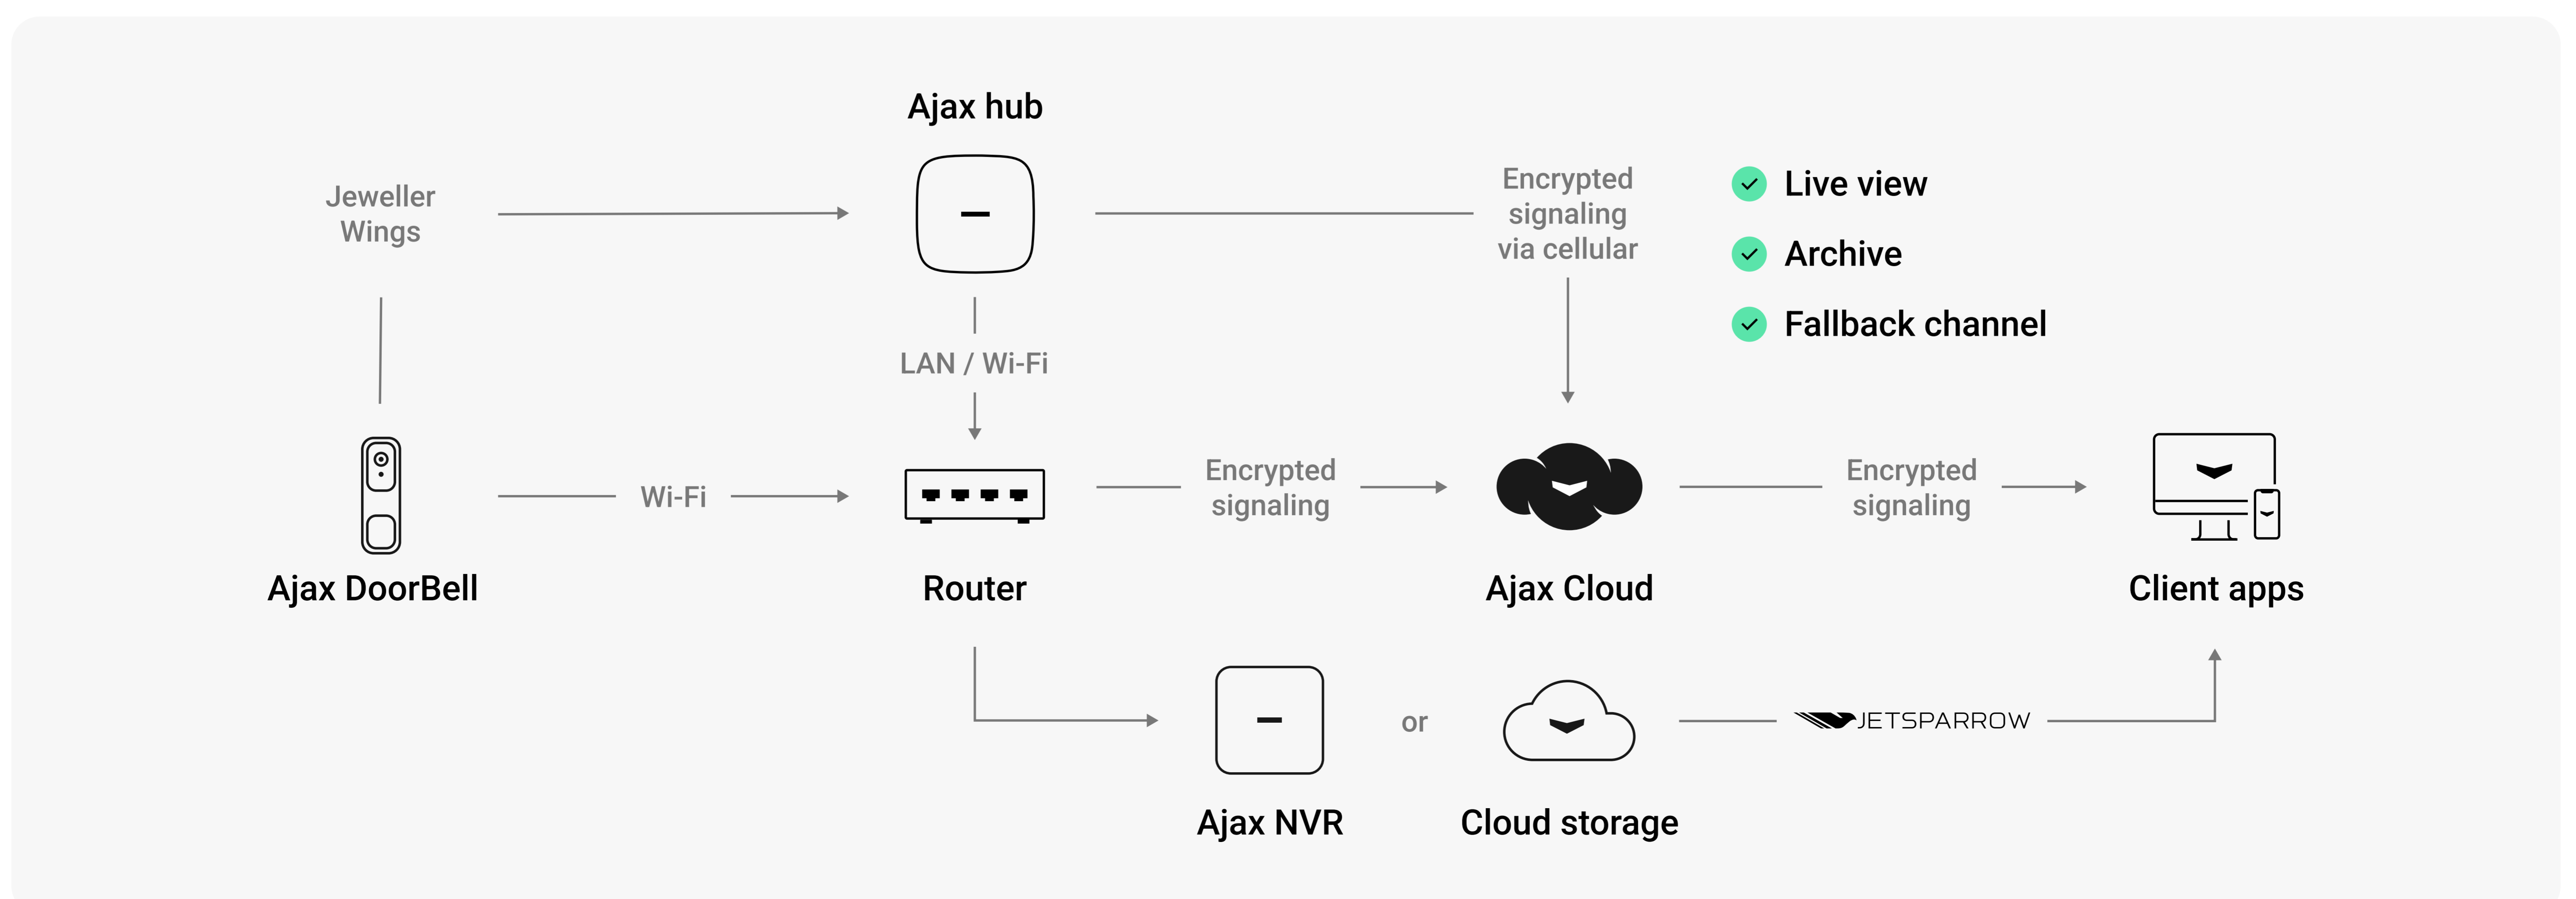 Ajax hub
Jeweller
Wings
Encrypted
signaling
via cellular
Live view
Archive
Fallback channel
LAN / Wi-Fi
Wi-Fi
Encrypted
signaling
Encrypted
signaling
Ajax DoorBell
Router
Ajax Cloud
Client apps
or
JETSPARROW
Ajax NVR
Cloud storage